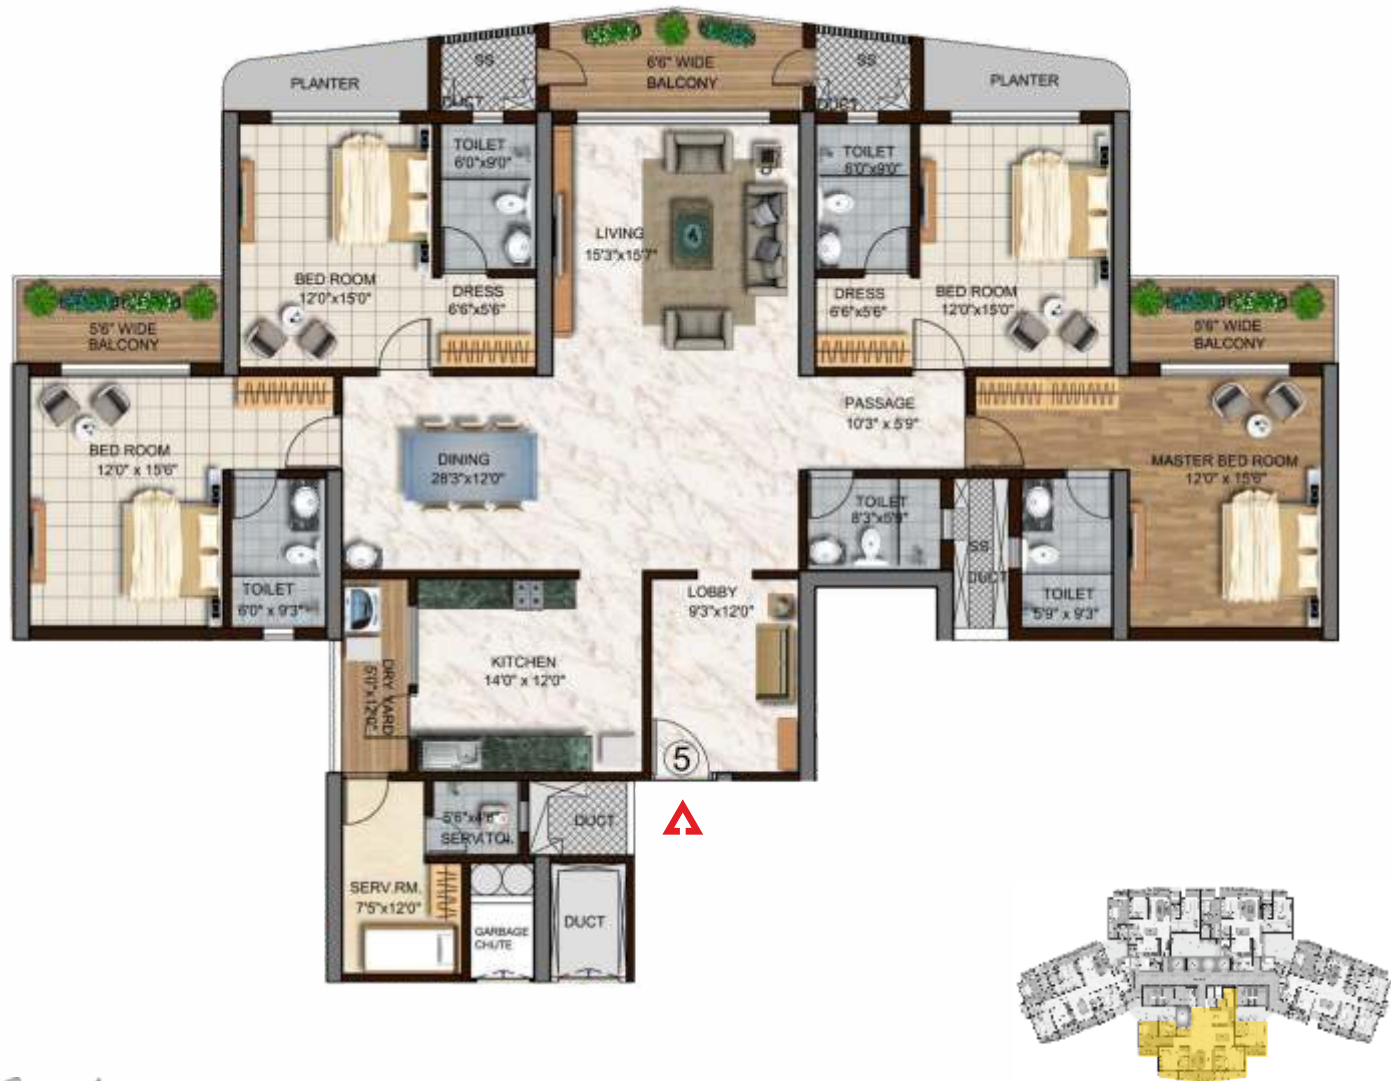 SS
6'6" WIDE
BALCONY
SS
PLANTER
PLANTER
DUCT
DUCT
TOILET
6'0"x9'0"
TOILET
6'0"x9'0"
LIVING
15'3"x15'7"
BED ROOM
12'0"x15'0"
DRESS
6'6"x5'6"
DRESS
6'6"x5'6"
BED ROOM
12'0"x15'0"
5'6" WIDE
BALCONY
5'6" WIDE
BALCONY
PASSAGE
10'3" x 5'9"
BED ROOM
12'0" x 15'6"
DINING
28'3"x12'0"
MASTER BED ROOM
12'0" x 15'6"
TOILET
8'3"x5'9"
SS
DUCT
TOILET
6'0" x 9'3"
LOBBY
9'3"x12'0"
TOILET
5'9" x 9'3"
KITCHEN
14'0" x 12'0"
DRY YARD
5'0"x12'0"
5
5'6"x4'6"
SERV.TOI.
DUCT
SERV.RM.
7'5"x12'0"
GARBAGE
CHUTE
DUCT